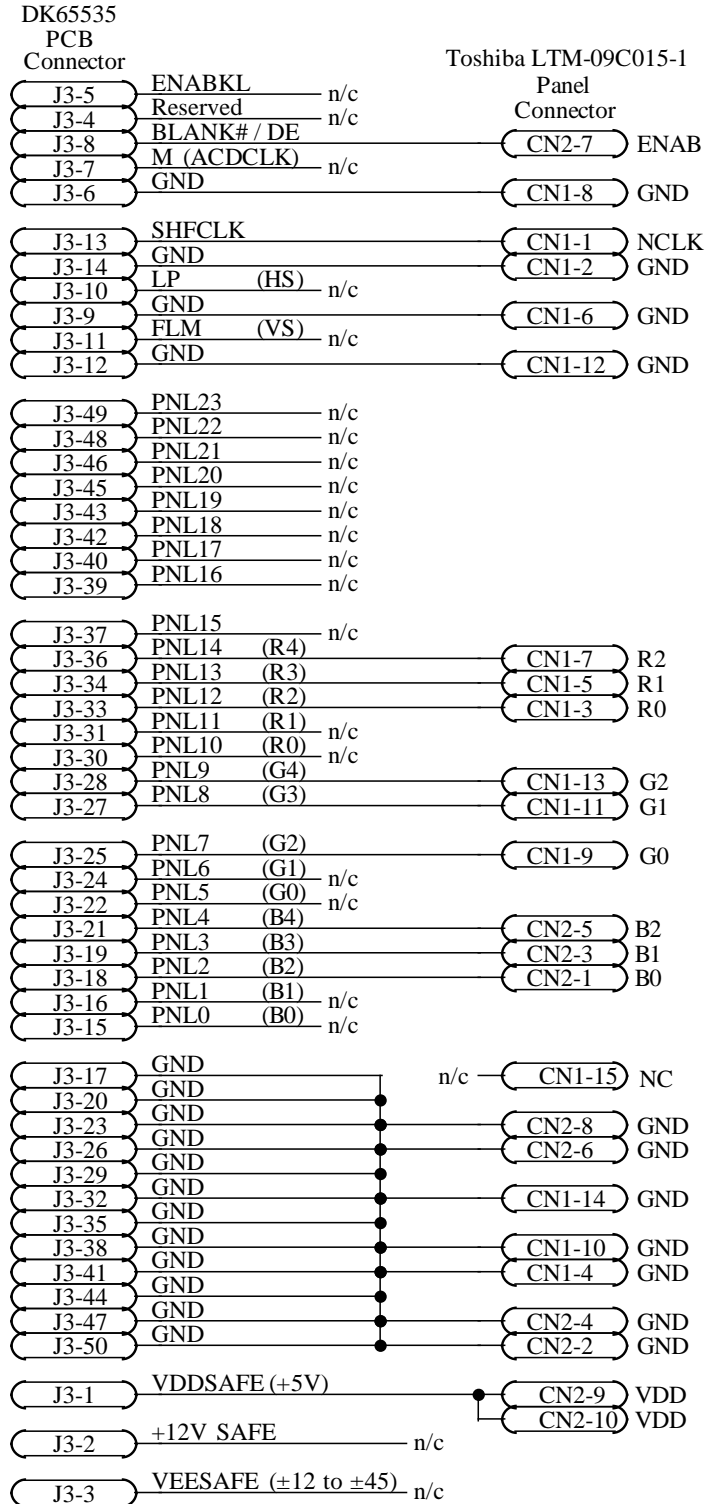 DK65535
PCB
Connector
Toshiba LTM-09C015-1
Panel
Connector
J3-5 ENABKL n/c
J3-4 Reserved n/c
J3-8 BLANK# / DE CN2-7 ENAB
J3-7 M (ACDCLK) n/c
J3-6 GND CN1-8 GND
J3-13 SHFCLK CN1-1 NCLK
J3-14 GND CN1-2 GND
J3-10 LP (HS) n/c
J3-9 GND CN1-6 GND
J3-11 FLM (VS) n/c
J3-12 GND CN1-12 GND
J3-49 PNL23 n/c
J3-48 PNL22 n/c
J3-46 PNL21 n/c
J3-45 PNL20 n/c
J3-43 PNL19 n/c
J3-42 PNL18 n/c
J3-40 PNL17 n/c
J3-39 PNL16 n/c
J3-37 PNL15 n/c
J3-36 PNL14 (R4) CN1-7 R2
J3-34 PNL13 (R3) CN1-5 R1
J3-33 PNL12 (R2) CN1-3 R0
J3-31 PNL11 (R1) n/c
J3-30 PNL10 (R0) n/c
J3-28 PNL9 (G4) CN1-13 G2
J3-27 PNL8 (G3) CN1-11 G1
J3-25 PNL7 (G2) CN1-9 G0
J3-24 PNL6 (G1) n/c
J3-22 PNL5 (G0) n/c
J3-21 PNL4 (B4) CN2-5 B2
J3-19 PNL3 (B3) CN2-3 B1
J3-18 PNL2 (B2) CN2-1 B0
J3-16 PNL1 (B1) n/c
J3-15 PNL0 (B0) n/c
J3-17 GND n/c CN1-15 NC
J3-20 GND
J3-23 GND CN2-8 GND
J3-26 GND CN2-6 GND
J3-29 GND
J3-32 GND CN1-14 GND
J3-35 GND
J3-38 GND CN1-10 GND
J3-41 GND CN1-4 GND
J3-44 GND
J3-47 GND CN2-4 GND
J3-50 GND CN2-2 GND
J3-1 VDDSAFE (+5V) CN2-9 VDD
CN2-10 VDD
J3-2 +12V SAFE n/c
J3-3 VEESAFE (±12 to ±45) n/c